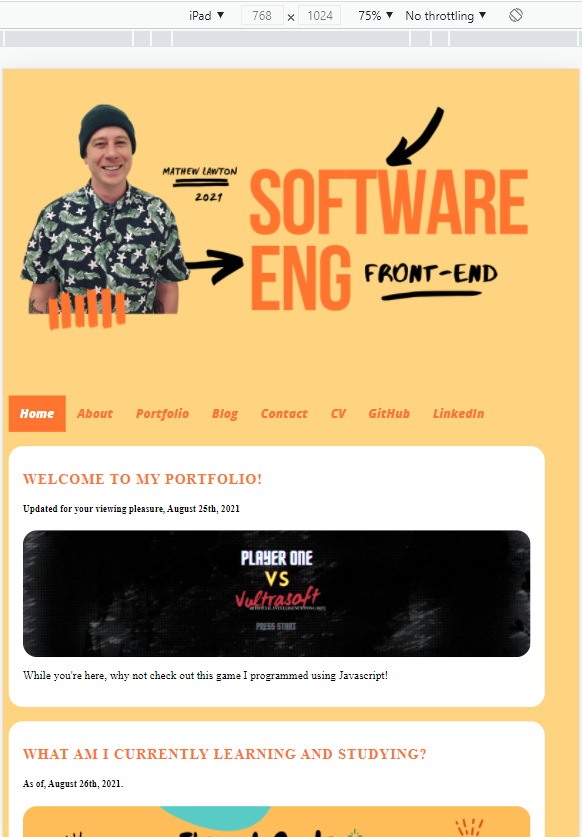 iPad ▼ 768 × 1024 75% ▼ No throttling ▼
MATHEW LAWTON
2021
SOFTWARE
ENG FRONT-END
Home About Portfolio Blog Contact CV GitHub LinkedIn
WELCOME TO MY PORTFOLIO!
Updated for your viewing pleasure, August 25th, 2021
PLAYER ONE
VS
Vultrasoft
PRESS START
While you're here, why not check out this game I programmed using Javascript!
WHAT AM I CURRENTLY LEARNING AND STUDYING?
As of, August 26th, 2021.